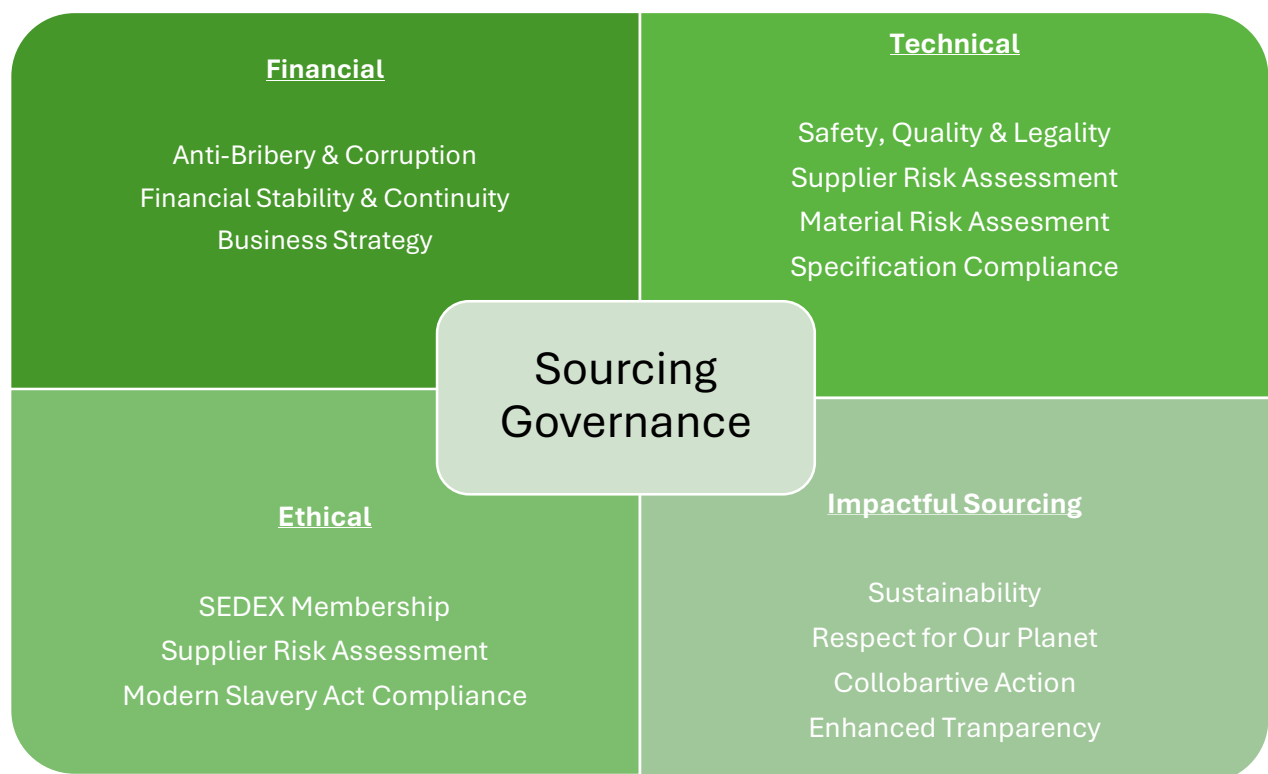 Financial
Anti-Bribery & Corruption
Financial Stability & Continuity
Business Strategy
Technical
Safety, Quality & Legality
Supplier Risk Assessment
Material Risk Assesment
Specification Compliance
Sourcing
Governance
Ethical
SEDEX Membership
Supplier Risk Assessment
Modern Slavery Act Compliance
Impactful Sourcing
Sustainability
Respect for Our Planet
Collobartive Action
Enhanced Tranparency